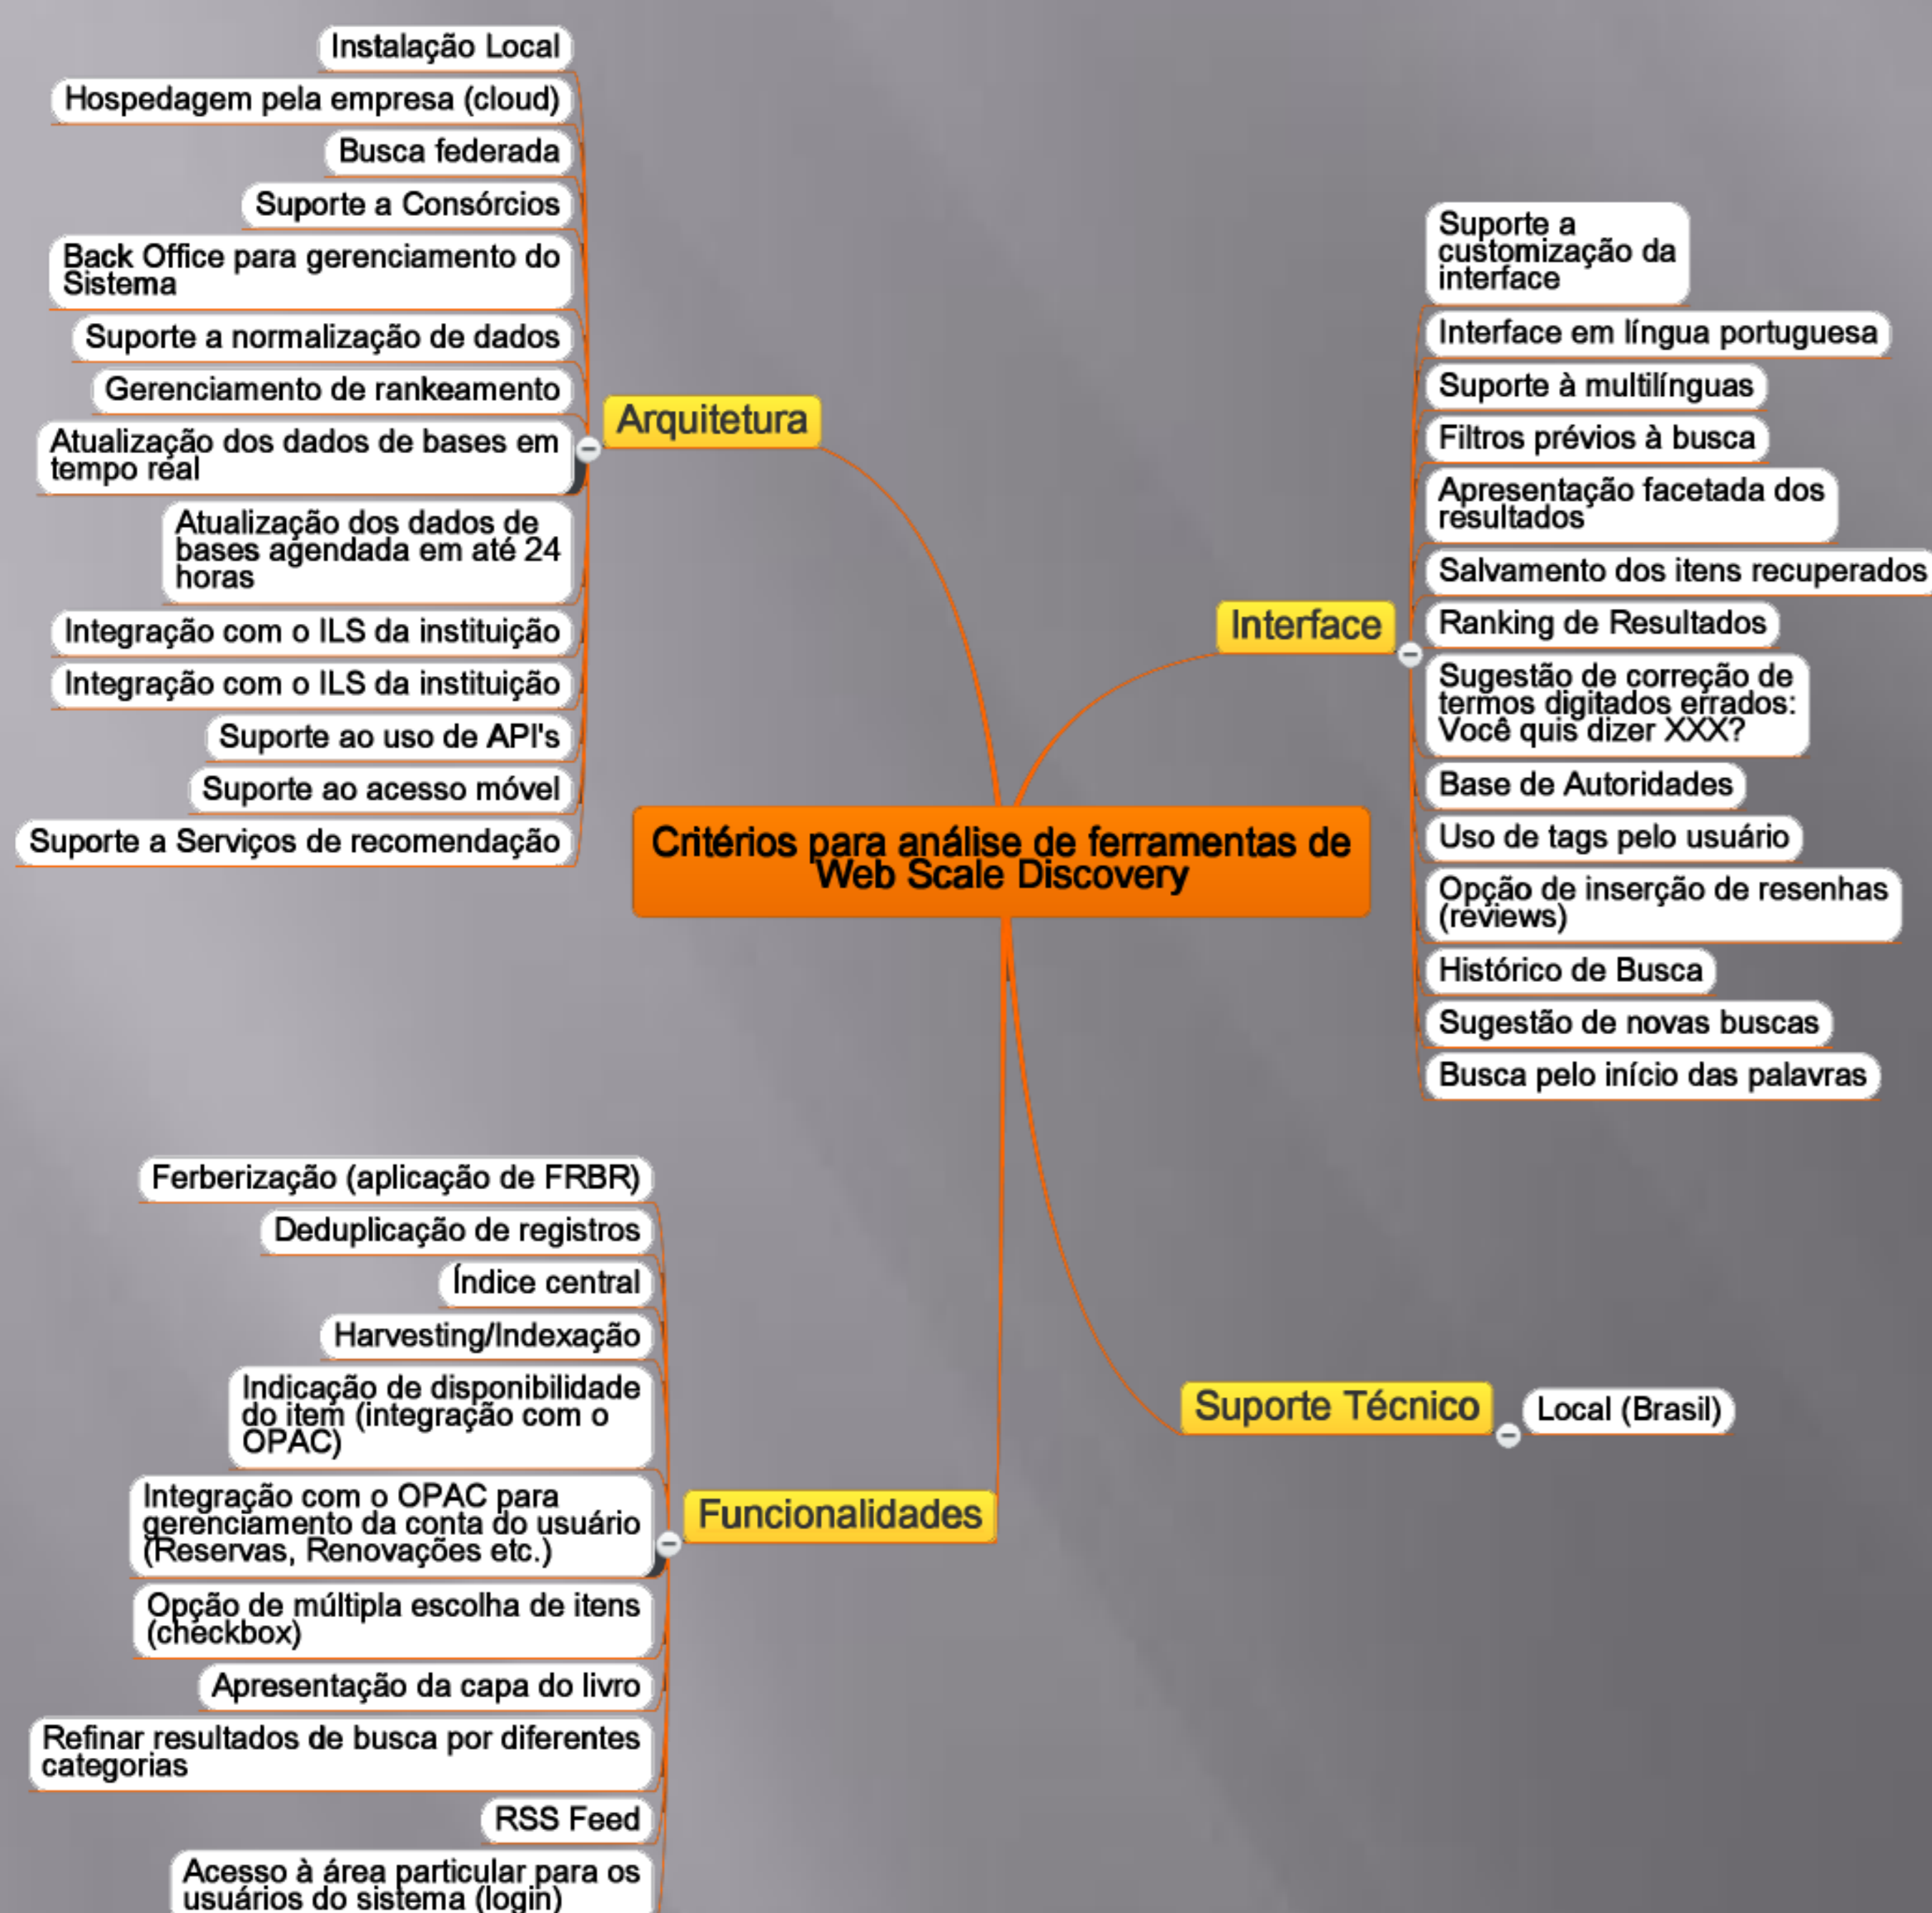 Instalação Local
Hospedagem pela empresa (cloud)
Busca federada
Suporte a Consórcios
Back Office para gerenciamento do
Sistema
Suporte a normalização de dados
Gerenciamento de rankeamento
Atualização dos dados de bases em
tempo real
Atualização dos dados de
bases agendada em até 24
horas
Integração com o ILS da instituição
Integração com o ILS da instituição
Suporte ao uso de API's
Suporte ao acesso móvel
Suporte a Serviços de recomendação
Arquitetura
Suporte a
customização da
interface
Interface em língua portuguesa
Suporte à multilínguas
Filtros prévios à busca
Apresentação facetada dos
resultados
Salvamento dos itens recuperados
Ranking de Resultados
Sugestão de correção de
termos digitados errados:
Você quis dizer XXX?
Base de Autoridades
Uso de tags pelo usuário
Opção de inserção de resenhas
(reviews)
Histórico de Busca
Sugestão de novas buscas
Busca pelo início das palavras
Interface
Critérios para análise de ferramentas de
Web Scale Discovery
Ferberização (aplicação de FRBR)
Deduplicação de registros
Índice central
Harvesting/Indexação
Indicação de disponibilidade
do item (integração com o
OPAC)
Integração com o OPAC para
gerenciamento da conta do usuário
(Reservas, Renovações etc.)
Opção de múltipla escolha de itens
(checkbox)
Apresentação da capa do livro
Refinar resultados de busca por diferentes
categorias
RSS Feed
Acesso à área particular para os
usuários do sistema (login)
Funcionalidades
Suporte Técnico
Local (Brasil)